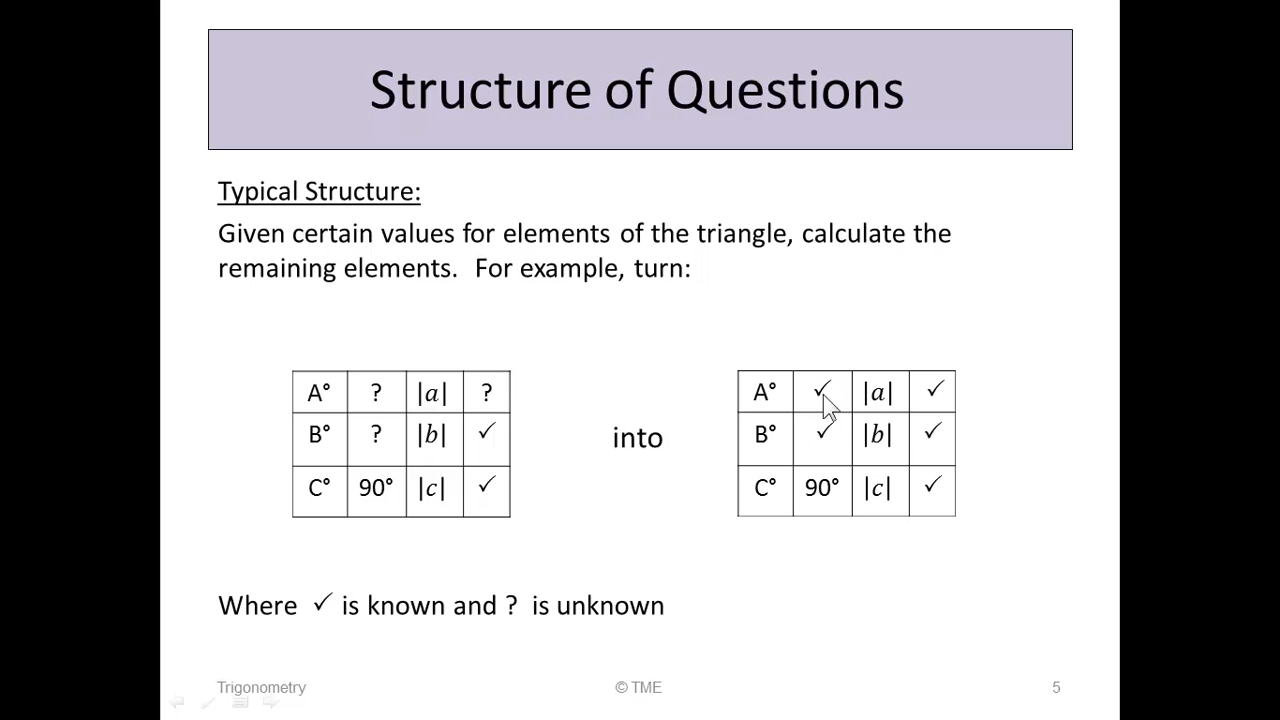 Structure of Questions
Typical Structure:
Given certain values for elements of the triangle, calculate the
remaining elements. For example, turn:
A° ? |a| ?
B° ? |b| ✓
C° 90° |c| ✓
into
A° ✓ |a| ✓
B° ✓ |b| ✓
C° 90° |c| ✓
Where ✓ is known and ? is unknown
Trigonometry © TME 5